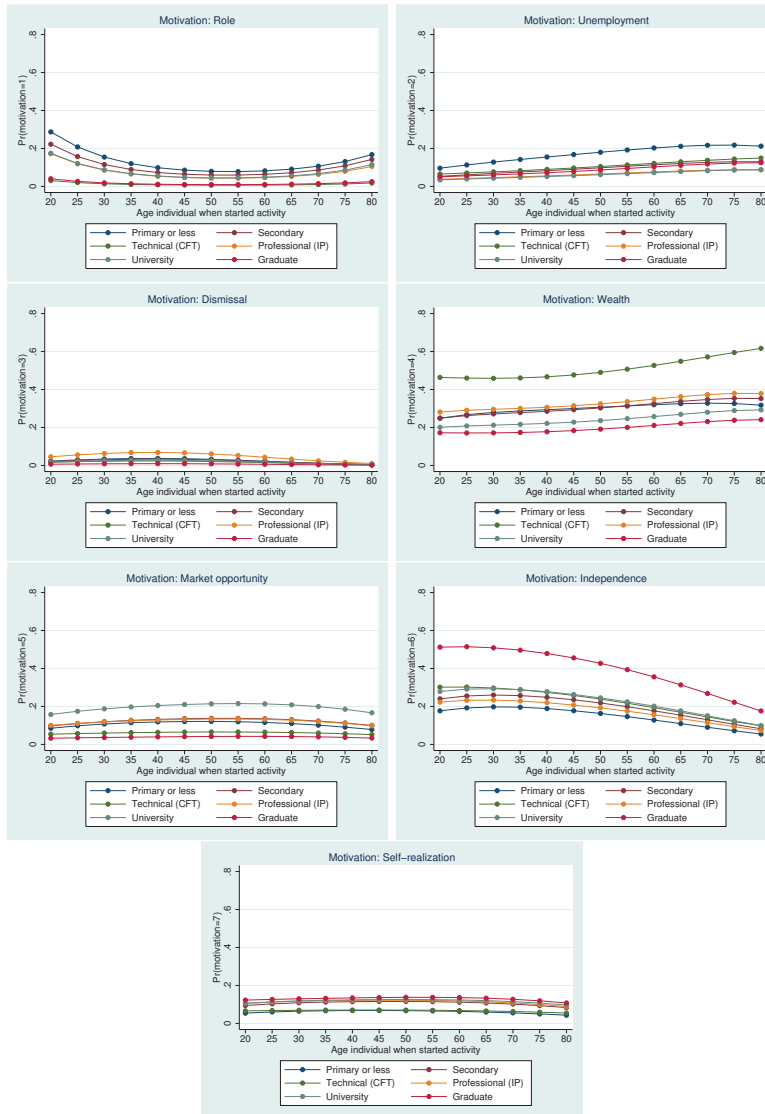 Motivation: Role
Pr(motivation=1)
0 .2 .4 .6 .8
20 25 30 35 40 45 50 55 60 65 70 75 80
Age individual when started activity
Primary or less Secondary
Technical (CFT) Professional (IP)
University Graduate
Motivation: Unemployment
Pr(motivation=2)
0 .2 .4 .6 .8
20 25 30 35 40 45 50 55 60 65 70 75 80
Age individual when started activity
Primary or less Secondary
Technical (CFT) Professional (IP)
University Graduate
Motivation: Dismissal
Pr(motivation=3)
0 .2 .4 .6 .8
20 25 30 35 40 45 50 55 60 65 70 75 80
Age individual when started activity
Primary or less Secondary
Technical (CFT) Professional (IP)
University Graduate
Motivation: Wealth
Pr(motivation=4)
0 .2 .4 .6 .8
20 25 30 35 40 45 50 55 60 65 70 75 80
Age individual when started activity
Primary or less Secondary
Technical (CFT) Professional (IP)
University Graduate
Motivation: Market opportunity
Pr(motivation=5)
0 .2 .4 .6 .8
20 25 30 35 40 45 50 55 60 65 70 75 80
Age individual when started activity
Primary or less Secondary
Technical (CFT) Professional (IP)
University Graduate
Motivation: Independence
Pr(motivation=6)
0 .2 .4 .6 .8
20 25 30 35 40 45 50 55 60 65 70 75 80
Age individual when started activity
Primary or less Secondary
Technical (CFT) Professional (IP)
University Graduate
Motivation: Self−realization
Pr(motivation=7)
0 .2 .4 .6 .8
20 25 30 35 40 45 50 55 60 65 70 75 80
Age individual when started activity
Primary or less Secondary
Technical (CFT) Professional (IP)
University Graduate